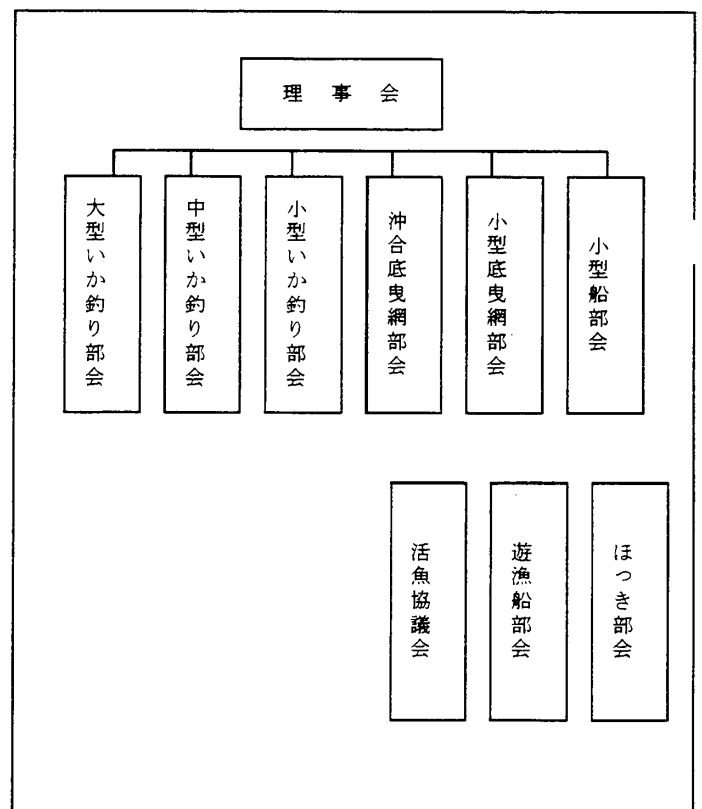 理事会
大型いか釣り部会
中型いか釣り部会
小型いか釣り部会
沖合底曳網部会
小型底曳網部会
小型船部会
活魚協議会
遊漁船部会
ほっき部会